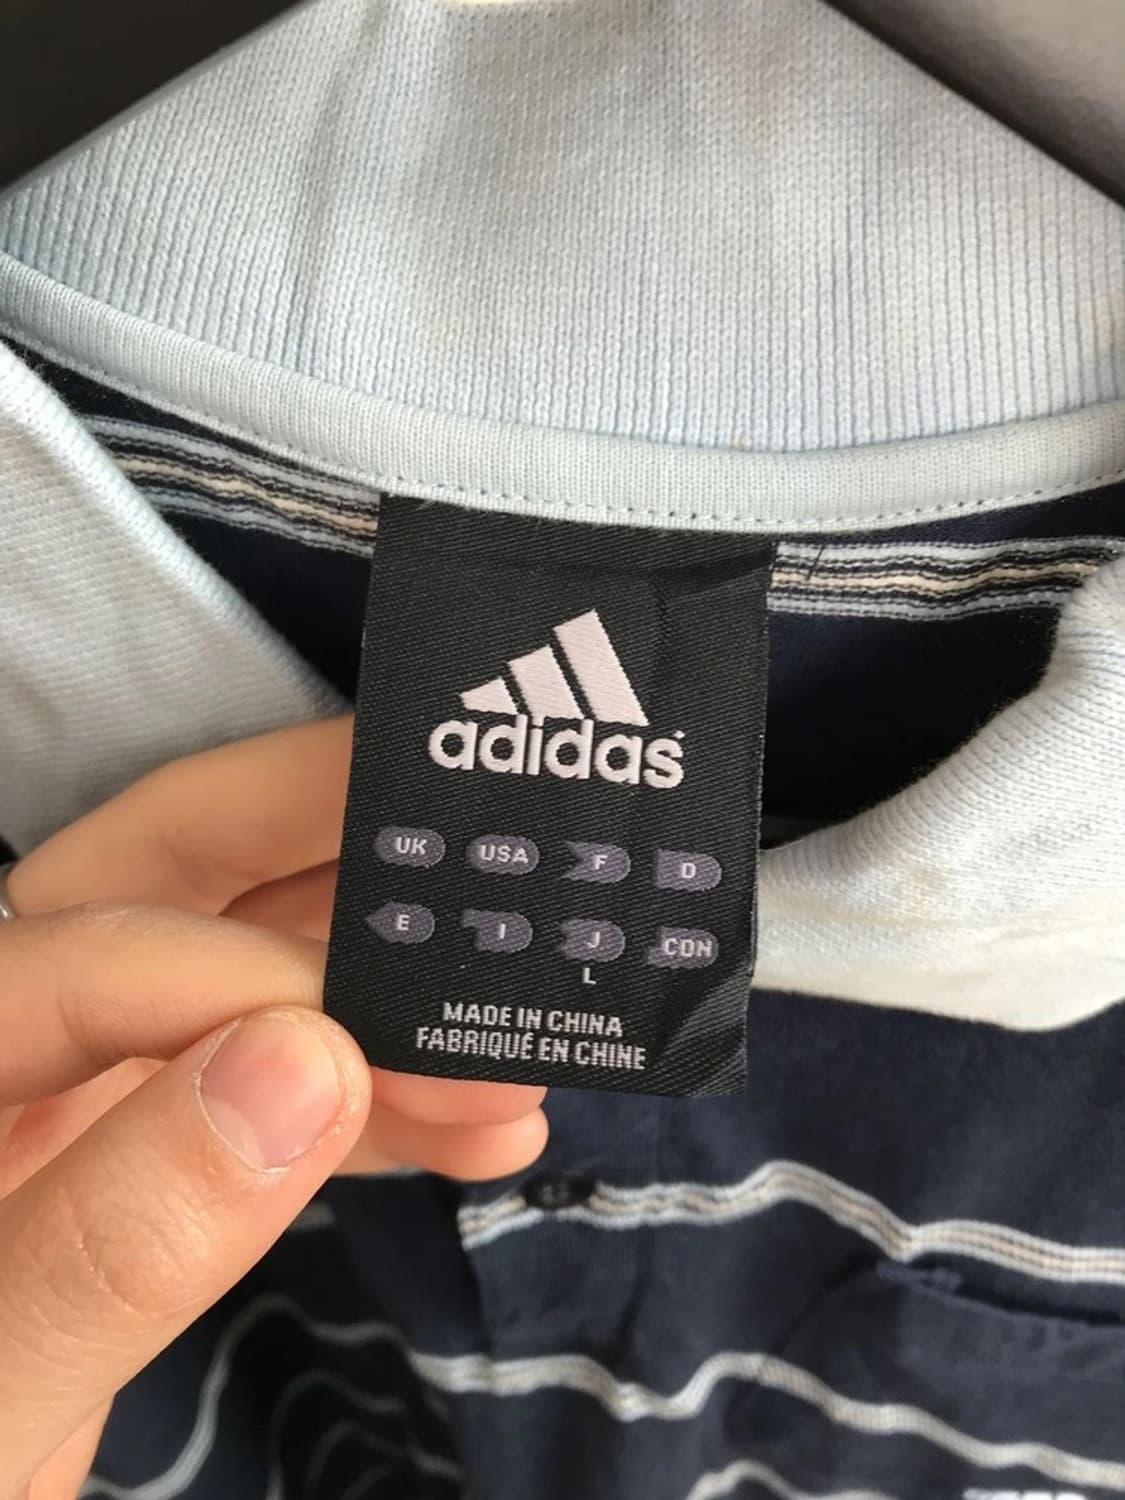 adidas
UK USA F D
E I J CDN
L
MADE IN CHINA
FABRIQUÉ EN CHINE